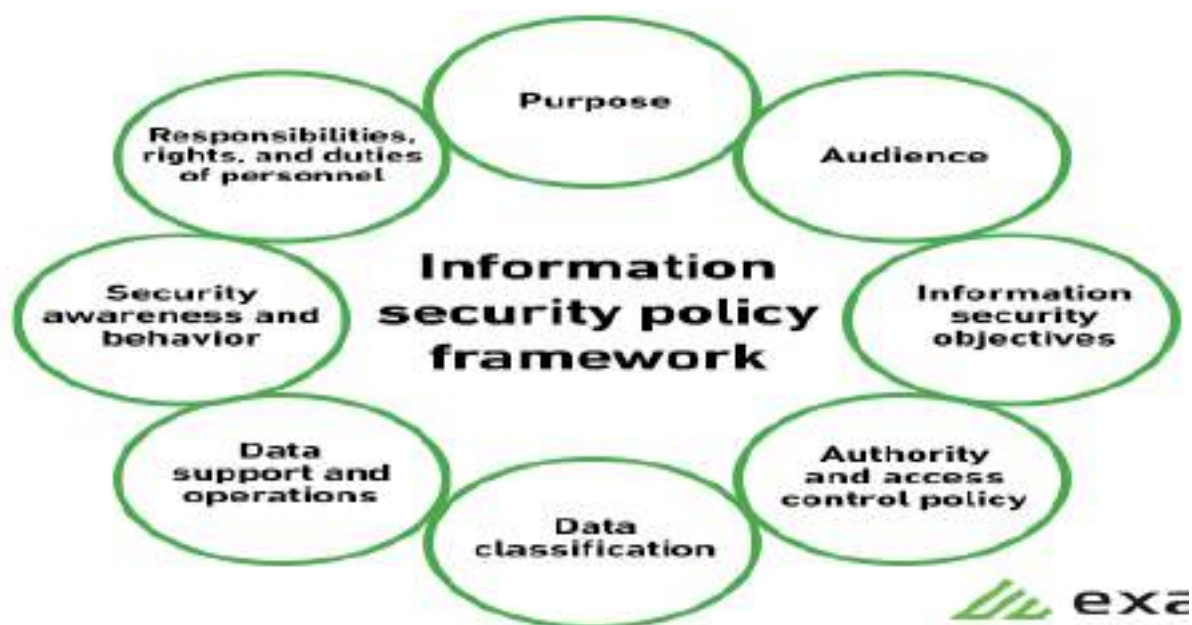 Purpose
Audience
Information
security
objectives
Authority
and access
control policy
Data
classification
Data
support and
operations
Security
awareness and
behavior
Responsibilities,
rights, and duties
of personnel
Information
security policy
framework
exa